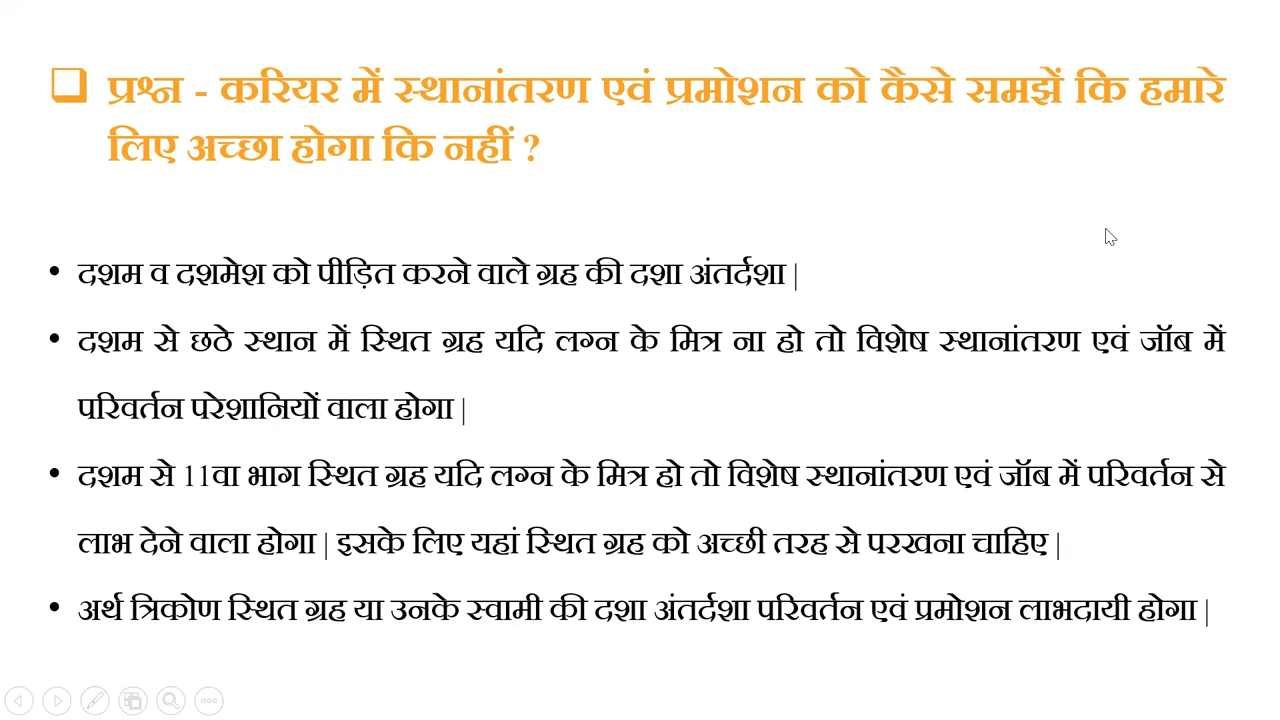 ❑ प्रश्न - करियर में स्थानांतरण एवं प्रमोशन को कैसे समझें कि हमारे
लिए अच्छा होगा कि नहीं ?
• दशम व दशमेश को पीड़ित करने वाले ग्रह की दशा अंतर्दशा |
• दशम से छठे स्थान में स्थित ग्रह यदि लग्न के मित्र ना हो तो विशेष स्थानांतरण एवं जॉब में
परिवर्तन परेशानियों वाला होगा |
• दशम से 11वा भाग स्थित ग्रह यदि लग्न के मित्र हो तो विशेष स्थानांतरण एवं जॉब में परिवर्तन से
लाभ देने वाला होगा | इसके लिए यहां स्थित ग्रह को अच्छी तरह से परखना चाहिए |
• अर्थ त्रिकोण स्थित ग्रह या उनके स्वामी की दशा अंतर्दशा परिवर्तन एवं प्रमोशन लाभदायी होगा |